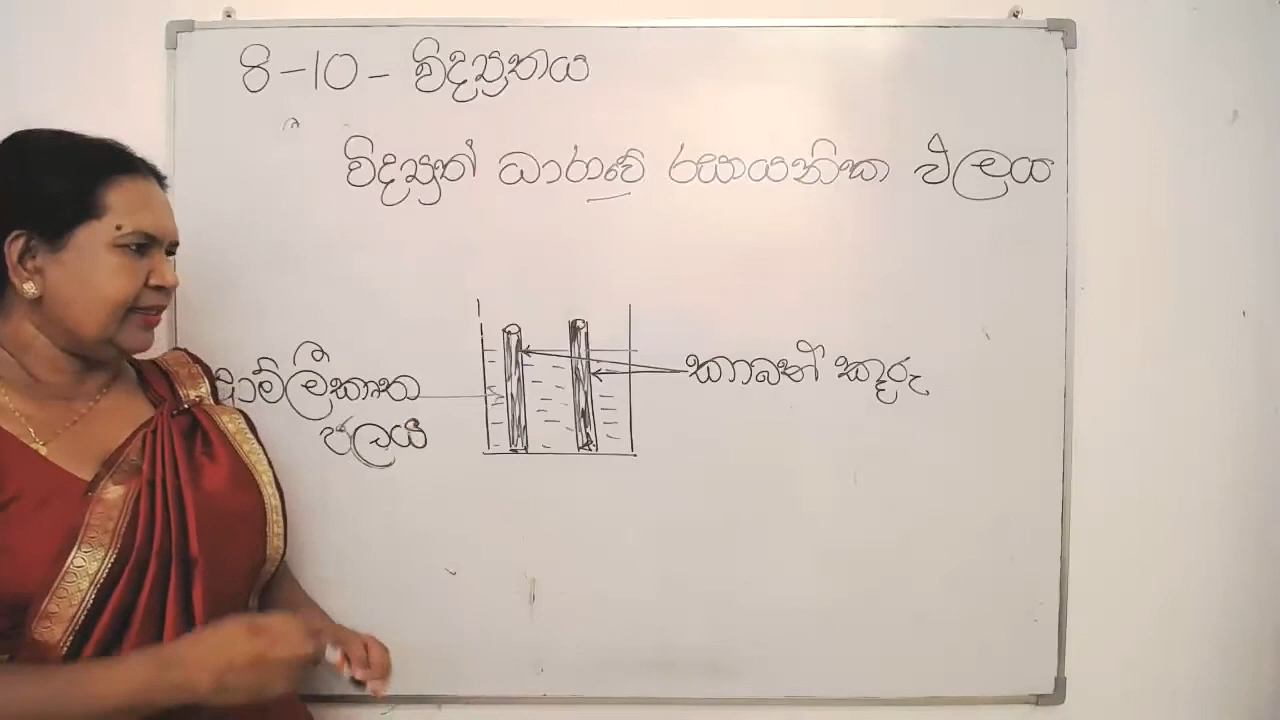 8-10 - විද්‍යුතය
විද්‍යුත් ධාරාවේ රසායනික ඵලය
ආම්ලීකෘත
ජලය
කාබන් කූරු